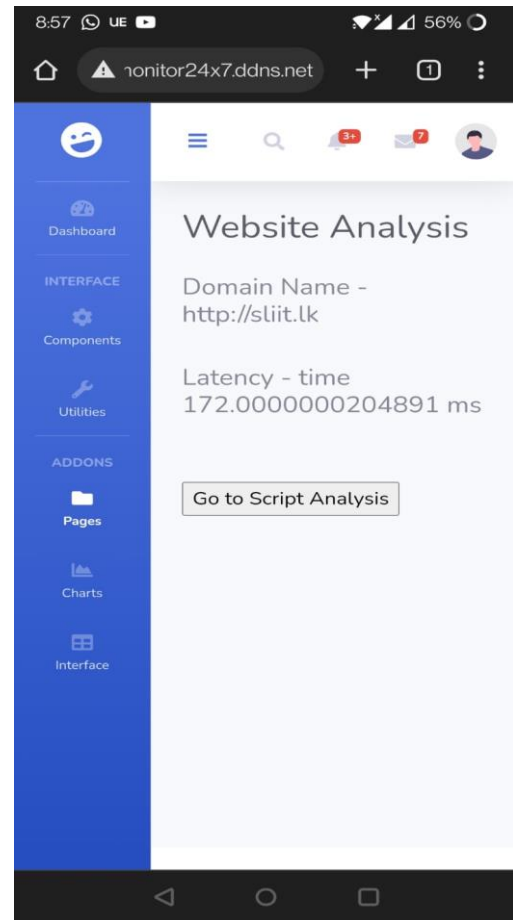 8:57 UE 56%
nonitor24x7.ddns.net 1
3+ 7
Dashboard
INTERFACE
Components
Utilities
ADDONS
Pages
Charts
Interface
Website Analysis
Domain Name -
http://sliit.lk
Latency - time
172.0000000204891 ms
Go to Script Analysis